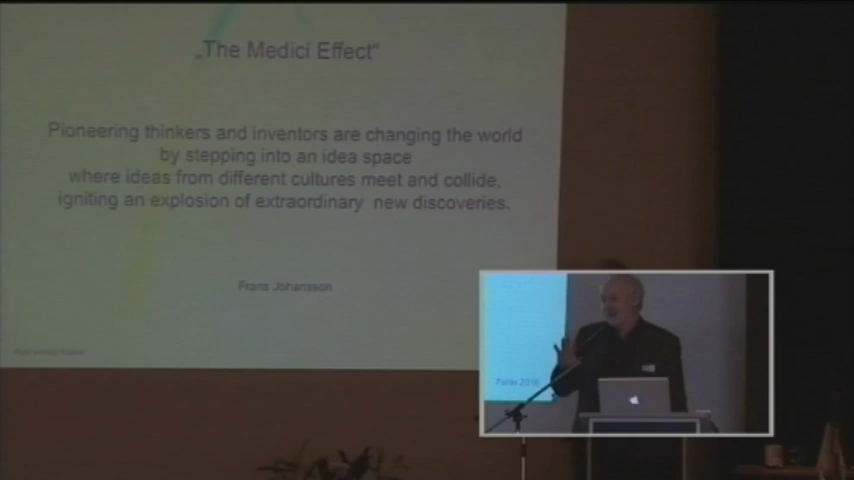 „The Medici Effect“
Pioneering thinkers and inventors are changing the world
by stepping into an idea space
where ideas from different cultures meet and collide,
igniting an explosion of extraordinary new discoveries.
Frans Johansson